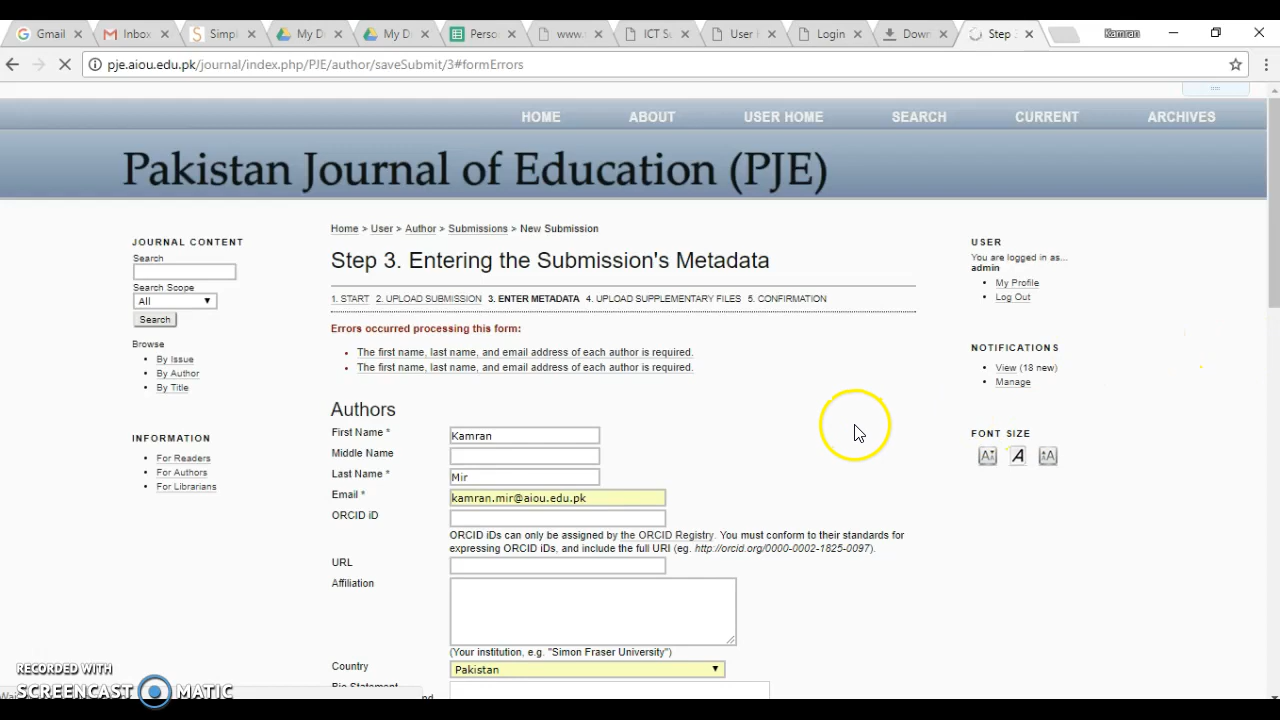 Gmail
Inbox
Simpl
My D
My D
Perso
www.
ICT S
User
Login
Down
Step
Kamran
pje.aiou.edu.pk/journal/index.php/PJE/author/saveSubmit/3#formErrors
HOME ABOUT USER HOME SEARCH CURRENT ARCHIVES
Pakistan Journal of Education (PJE)
JOURNAL CONTENT
Search
Search Scope
All
Search
Browse
By Issue
By Author
By Title
INFORMATION
For Readers
For Authors
For Librarians
Home > User > Author > Submissions > New Submission
Step 3. Entering the Submission's Metadata
1. START 2. UPLOAD SUBMISSION 3. ENTER METADATA 4. UPLOAD SUPPLEMENTARY FILES 5. CONFIRMATION
Errors occurred processing this form:
The first name, last name, and email address of each author is required.
The first name, last name, and email address of each author is required.
Authors
First Name * Kamran
Middle Name
Last Name * Mir
Email * kamran.mir@aiou.edu.pk
ORCID iD
ORCID iDs can only be assigned by the ORCID Registry. You must conform to their standards for
expressing ORCID iDs, and include the full URI (eg. http://orcid.org/0000-0002-1825-0097).
URL
Affiliation
(Your institution, e.g. "Simon Fraser University")
Country Pakistan
USER
You are logged in as...
admin
My Profile
Log Out
NOTIFICATIONS
View (18 new)
Manage
FONT SIZE
RECORDED WITH
SCREENCAST MATIC